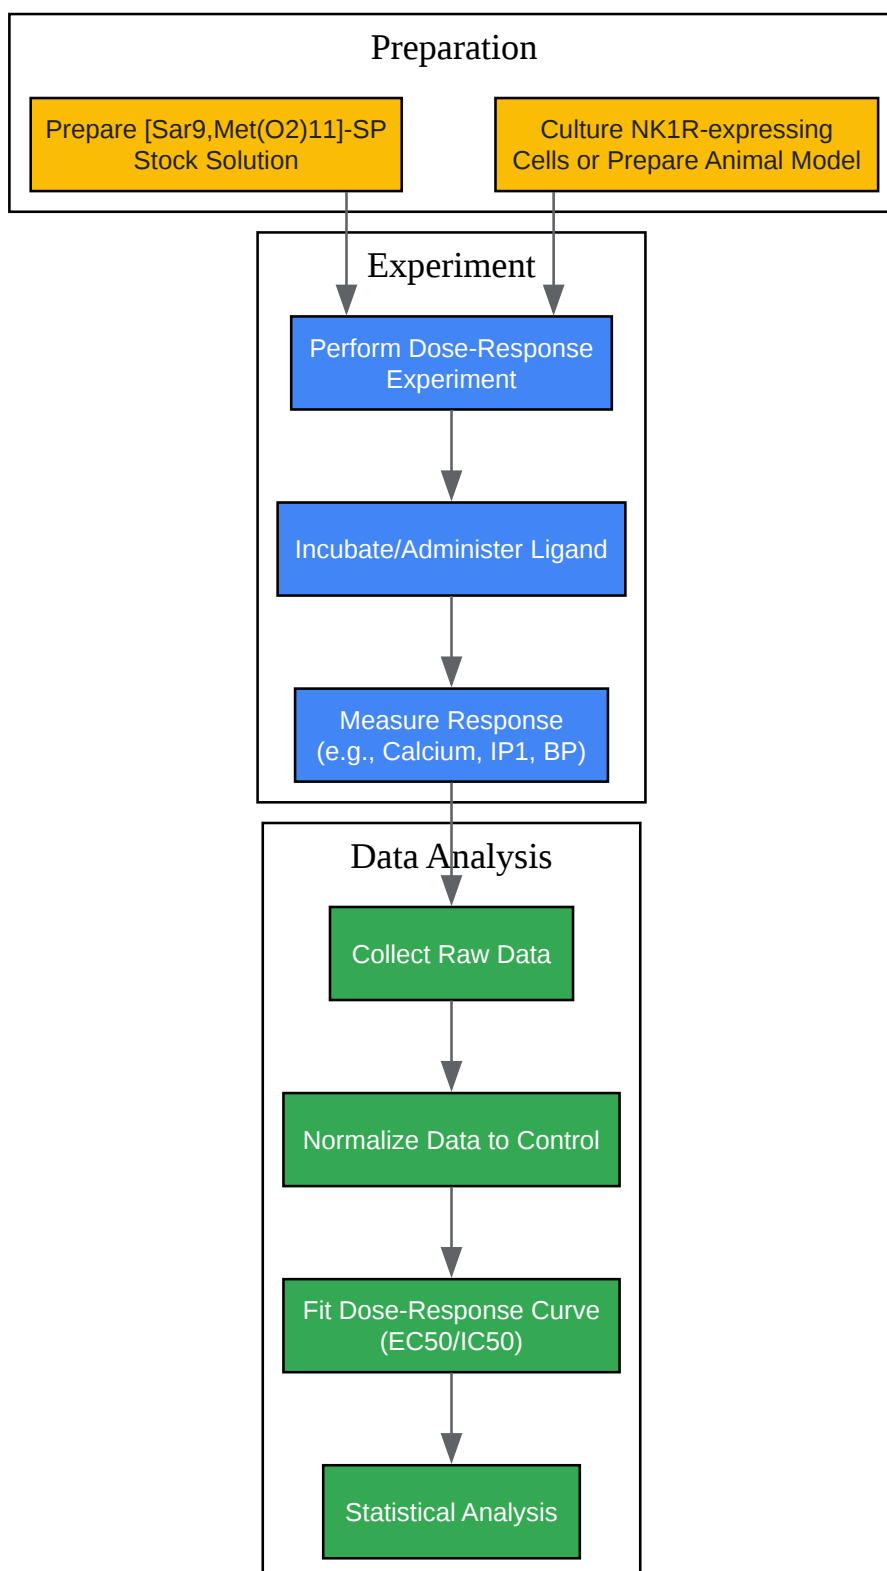 Preparation
Prepare [Sar9,Met(O2)11]-SP
Stock Solution
Culture NK1R-expressing
Cells or Prepare Animal Model
Experiment
Perform Dose-Response
Experiment
Incubate/Administer Ligand
Measure Response
(e.g., Calcium, IP1, BP)
Data Analysis
Collect Raw Data
Normalize Data to Control
Fit Dose-Response Curve
(EC50/IC50)
Statistical Analysis